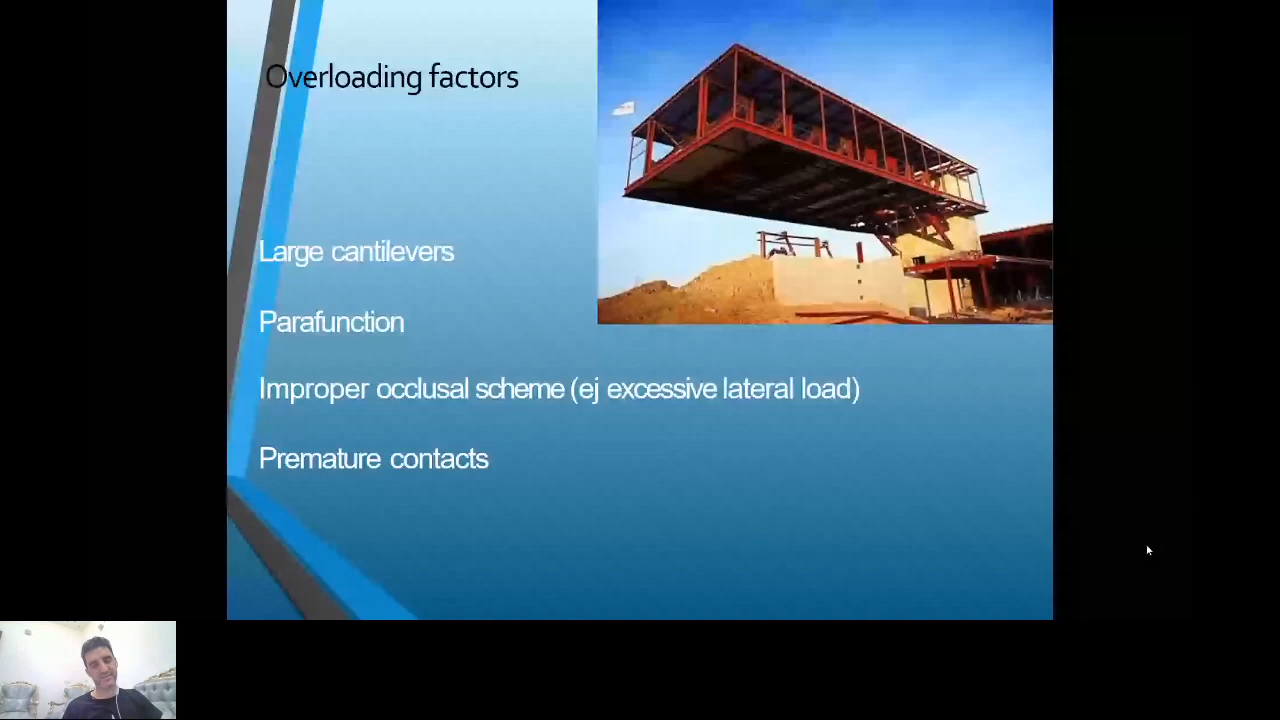 Overloading factors
Large cantilevers
Parafunction
Improper occlusal scheme (ej excessive lateral load)
Premature contacts